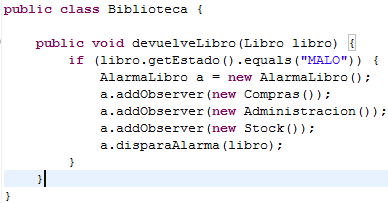 public class Biblioteca {
public void devuelveLibro(Libro libro) {
if (libro.getEstado().equals("MALO")) {
AlarmaLibro a = new AlarmaLibro();
a.addObserver(new Compras());
a.addObserver(new Administracion());
a.addObserver(new Stock());
a.disparaAlarma(libro);
}
}
}